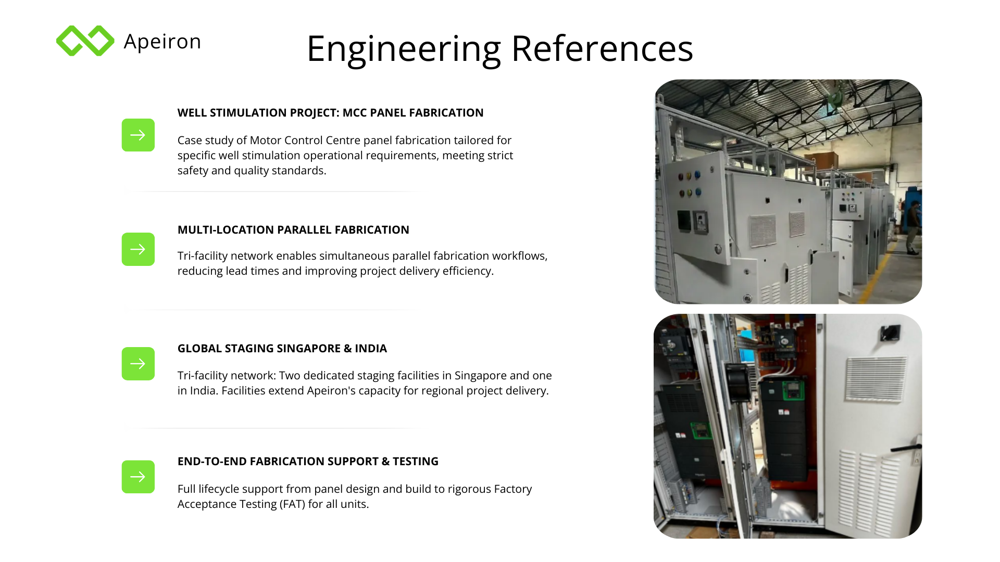 Apeiron
Engineering References
WELL STIMULATION PROJECT: MCC PANEL FABRICATION
Case study of Motor Control Centre panel fabrication tailored for
specific well stimulation operational requirements, meeting strict
safety and quality standards.
MULTI-LOCATION PARALLEL FABRICATION
Tri-facility network enables simultaneous parallel fabrication workflows,
reducing lead times and improving project delivery efficiency.
GLOBAL STAGING SINGAPORE & INDIA
Tri-facility network: Two dedicated staging facilities in Singapore and one
in India. Facilities extend Apeiron's capacity for regional project delivery.
END-TO-END FABRICATION SUPPORT & TESTING
Full lifecycle support from panel design and build to rigorous Factory
Acceptance Testing (FAT) for all units.